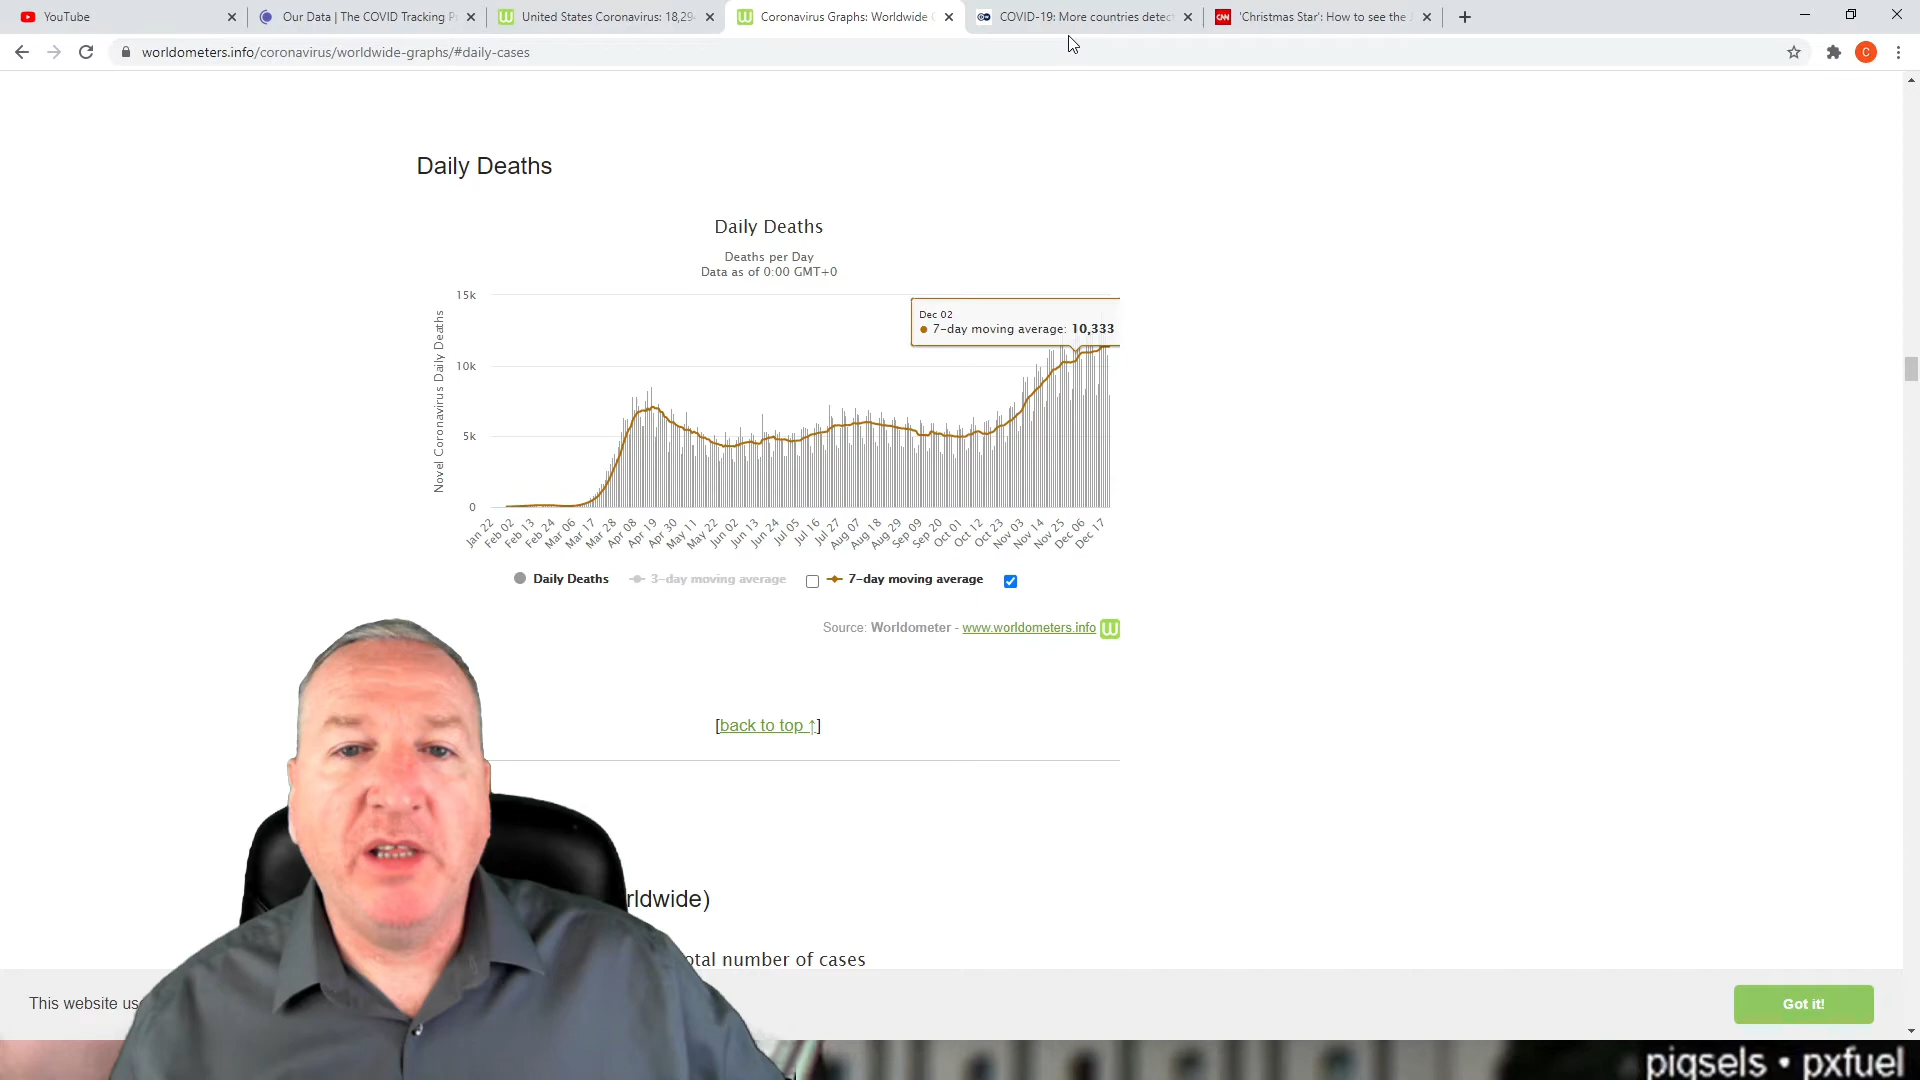 YouTube
Our Data | The COVID Tracking P
United States Coronavirus: 18,29
Coronavirus Graphs: Worldwide
COVID-19: More countries detec
CNN 'Christmas Star': How to see the
worldometers.info/coronavirus/worldwide-graphs/#daily-cases
C
Daily Deaths
Daily Deaths
Deaths per Day
Data as of 0:00 GMT+0
Novel Coronavirus Daily Deaths
15k
10k
5k
0
Dec 02
7-day moving average: 10,333
Jan 22 Feb 02 Feb 13 Feb 24 Mar 06 Mar 17 Mar 28 Apr 08 Apr 19 Apr 30 May 11 May 22 Jun 02 Jun 13 Jun 24 Jul 05 Jul 16 Jul 27 Aug 07 Aug 18 Aug 29 Sep 09 Sep 20 Oct 01 Oct 12 Oct 23 Nov 03 Nov 14 Nov 25 Dec 06 Dec 17
Daily Deaths 3-day moving average 7-day moving average
Source: Worldometer - www.worldometers.info W
[back to top ↑]
rldwide)
otal number of cases
This website us
Got it!
piqsels • pxfuel